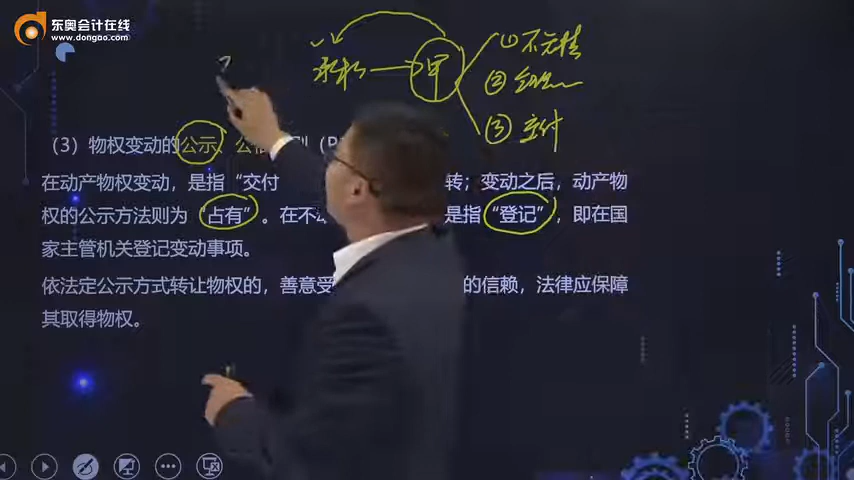 东奥会计在线
www.dongao.com
甲
①不知情
②
③交付
(3)物权变动的公示、公
在动产物权变动,是指“交付 转;变动之后,动产物
权的公示方法则为“占有”。在不 是指“登记”,即在国
家主管机关登记变动事项。
依法定公示方式转让物权的,善意受 的信赖,法律应保障
其取得物权。